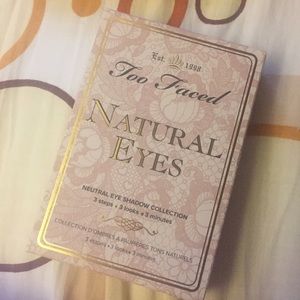 Est. 1998
Too Faced
NATURAL
EYES
NEUTRAL EYE SHADOW COLLECTION
3 steps • 3 looks • 3 minutes
COLLECTION D'OMBRES À PAUPIÈRES TONS NATURELS
3 étapes • 3 looks • 3 minutes